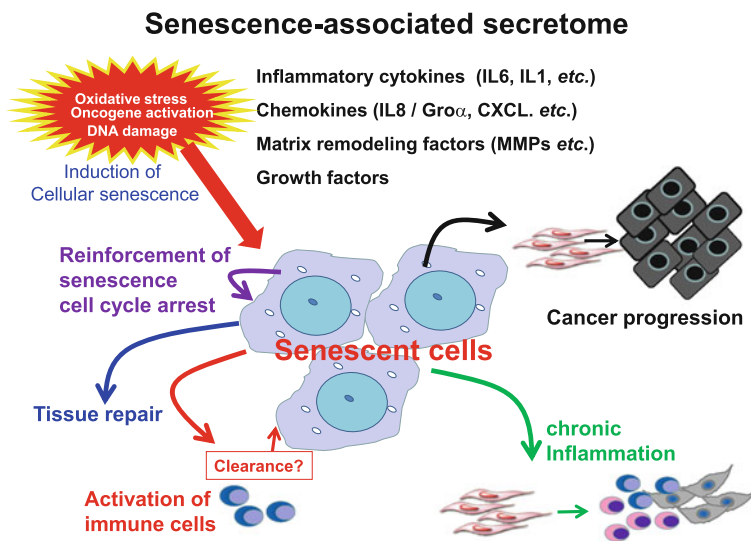 Senescence-associated secretome
Oxidative stress
Oncogene activation
DNA damage
Inflammatory cytokines (IL6, IL1, etc.)
Chemokines (IL8 / Groα, CXCL. etc.)
Matrix remodeling factors (MMPs etc.)
Growth factors
Induction of
Cellular senescence
Reinforcement of
senescence
cell cycle arrest
Cancer progression
Senescent cells
Tissue repair
Clearance?
Activation of
immune cells
chronic
Inflammation